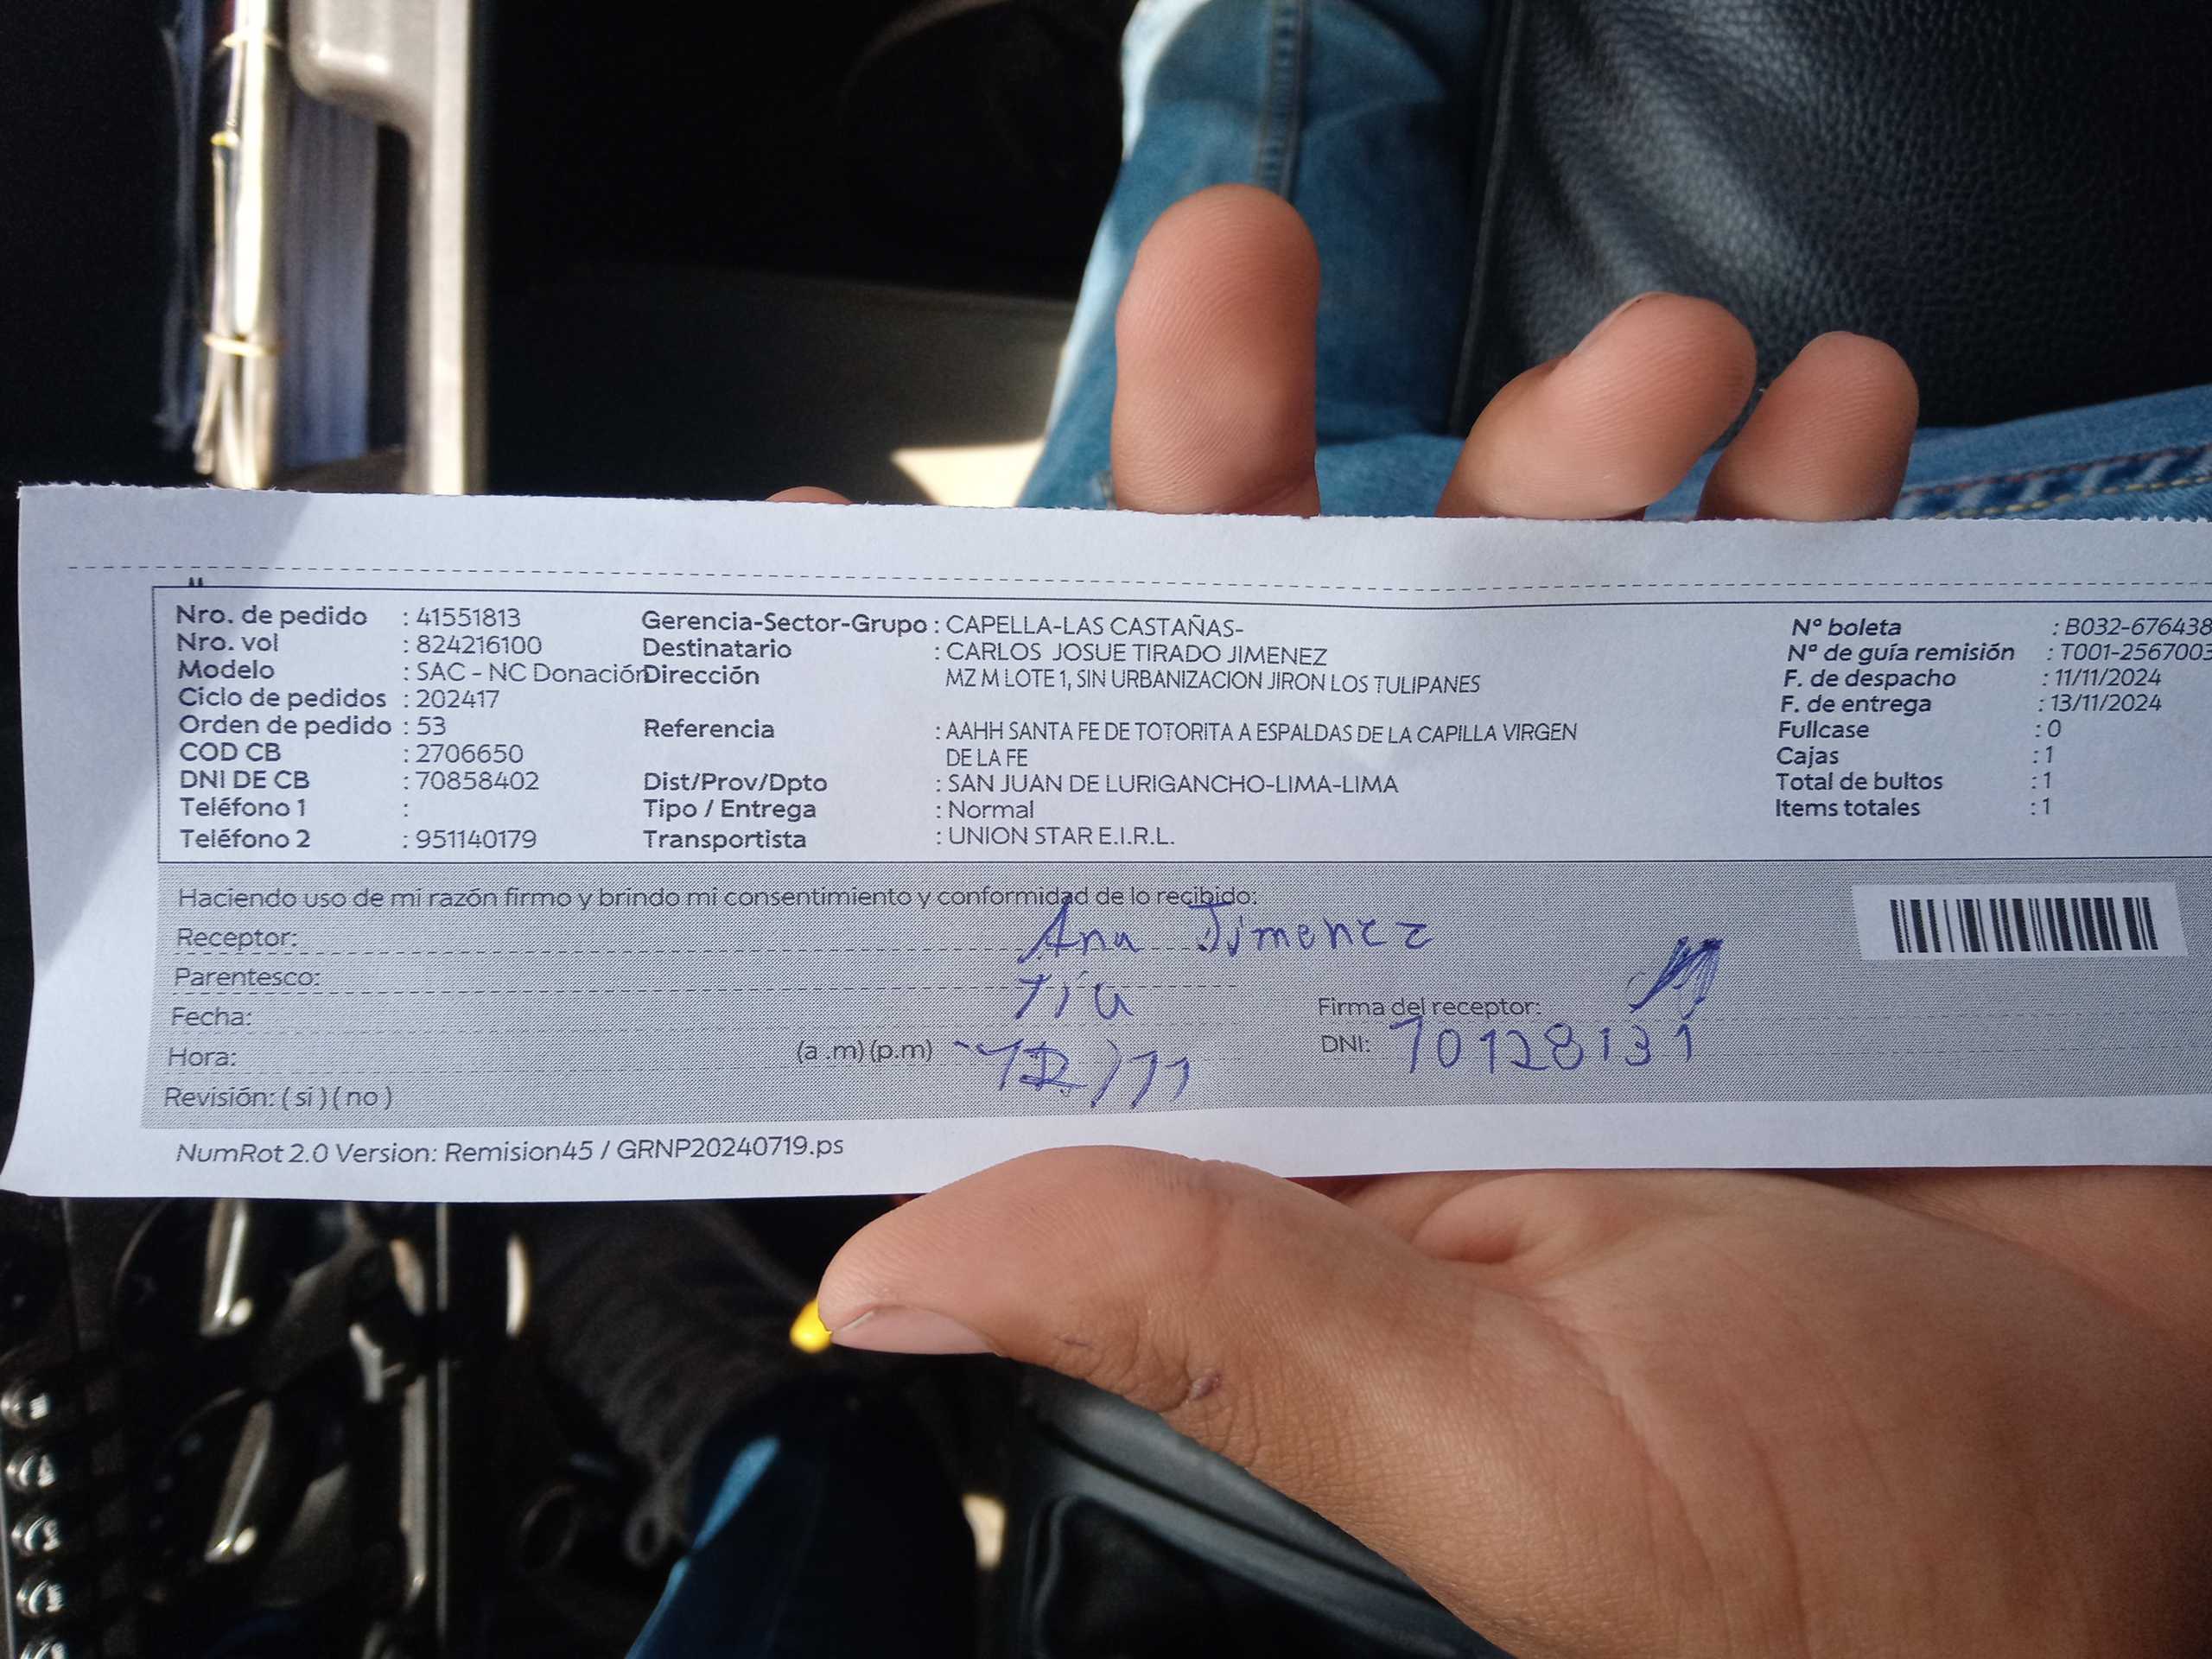 Nro. de pedido : 41551813
Nro. vol : 824216100
Modelo : SAC - NC Donación
Ciclo de pedidos : 202417
Orden de pedido : 53
COD CB : 2706650
DNI DE CB : 70858402
Teléfono 1 :
Teléfono 2 : 951140179
Gerencia-Sector-Grupo : CAPELLA-LAS CASTAÑAS-
Destinatario : CARLOS JOSUE TIRADO JIMENEZ
Dirección MZ M LOTE 1, SIN URBANIZACION JIRON LOS TULIPANES
Referencia : AAHH SANTA FE DE TOTORITA A ESPALDAS DE LA CAPILLA VIRGEN
DE LA FE
Dist/Prov/Dpto : SAN JUAN DE LURIGANCHO-LIMA-LIMA
Tipo / Entrega : Normal
Transportista : UNION STAR E.I.R.L.
Nº boleta : B032-676438
Nº de guía remisión : T001-2567003
F. de despacho : 11/11/2024
F. de entrega : 13/11/2024
Fullcase : 0
Cajas : 1
Total de bultos : 1
Items totales : 1
Haciendo uso de mi razón firmo y brindo mi consentimiento y conformidad de lo recibido:
Receptor: Ana Jimenez
Parentesco: Tía
Fecha:
Firma del receptor:
Hora: (a .m) (p.m) 12/11
DNI: 70128131
Revisión: ( si ) ( no )
NumRot 2.0 Version: Remision45 / GRNP20240719.ps